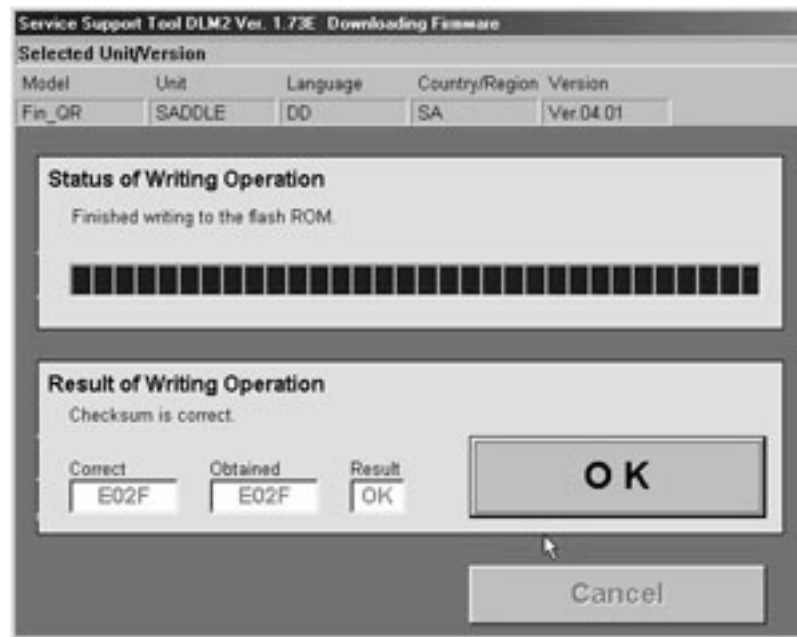 Service Support Tool DLM2 Ver. 1.73E Downloading Firmware
Selected Unit/Version
Model Unit Language Country/Region Version
Fin_QR SADDLE DD SA Ver.04.01
Status of Writing Operation
Finished writing to the flash ROM.
Result of Writing Operation
Checksum is correct.
Correct Obtained Result
E02F E02F OK
OK
Cancel